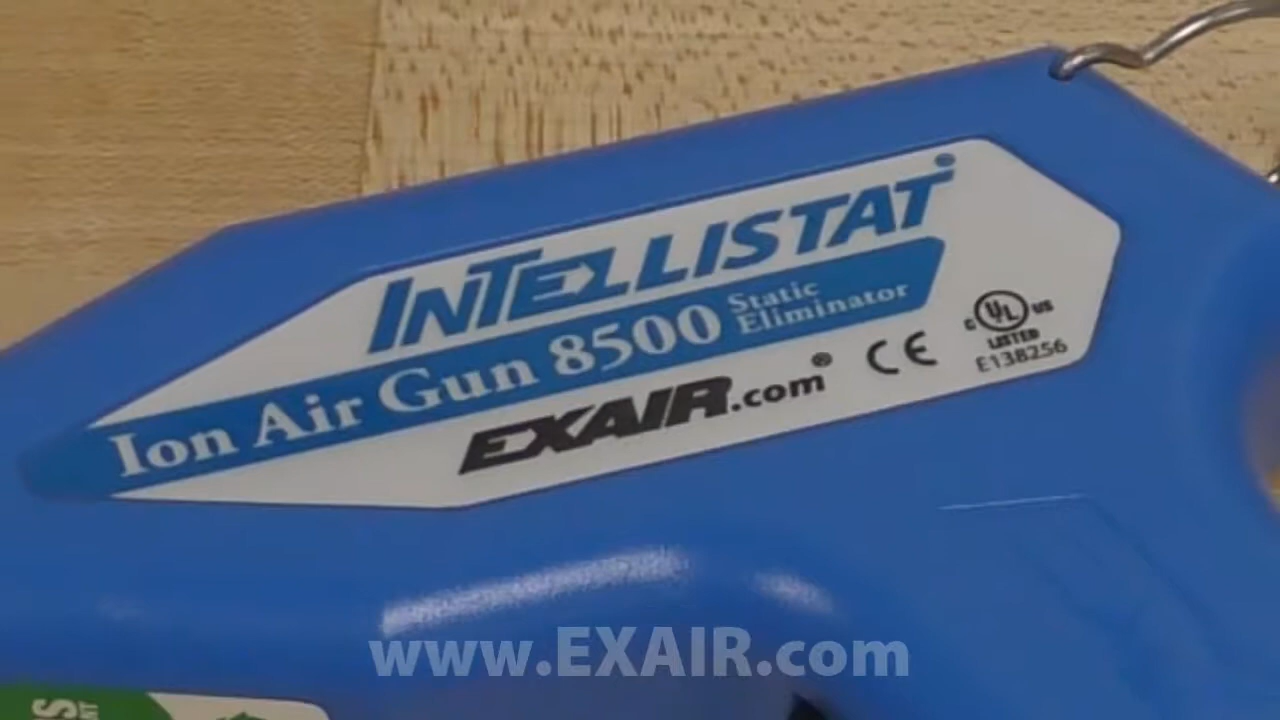 INTELLISTAT®
Ion Air Gun 8500 Static Eliminator
EXAIR.com®
CE
C UL US
LISTED
E138256
www.EXAIR.com